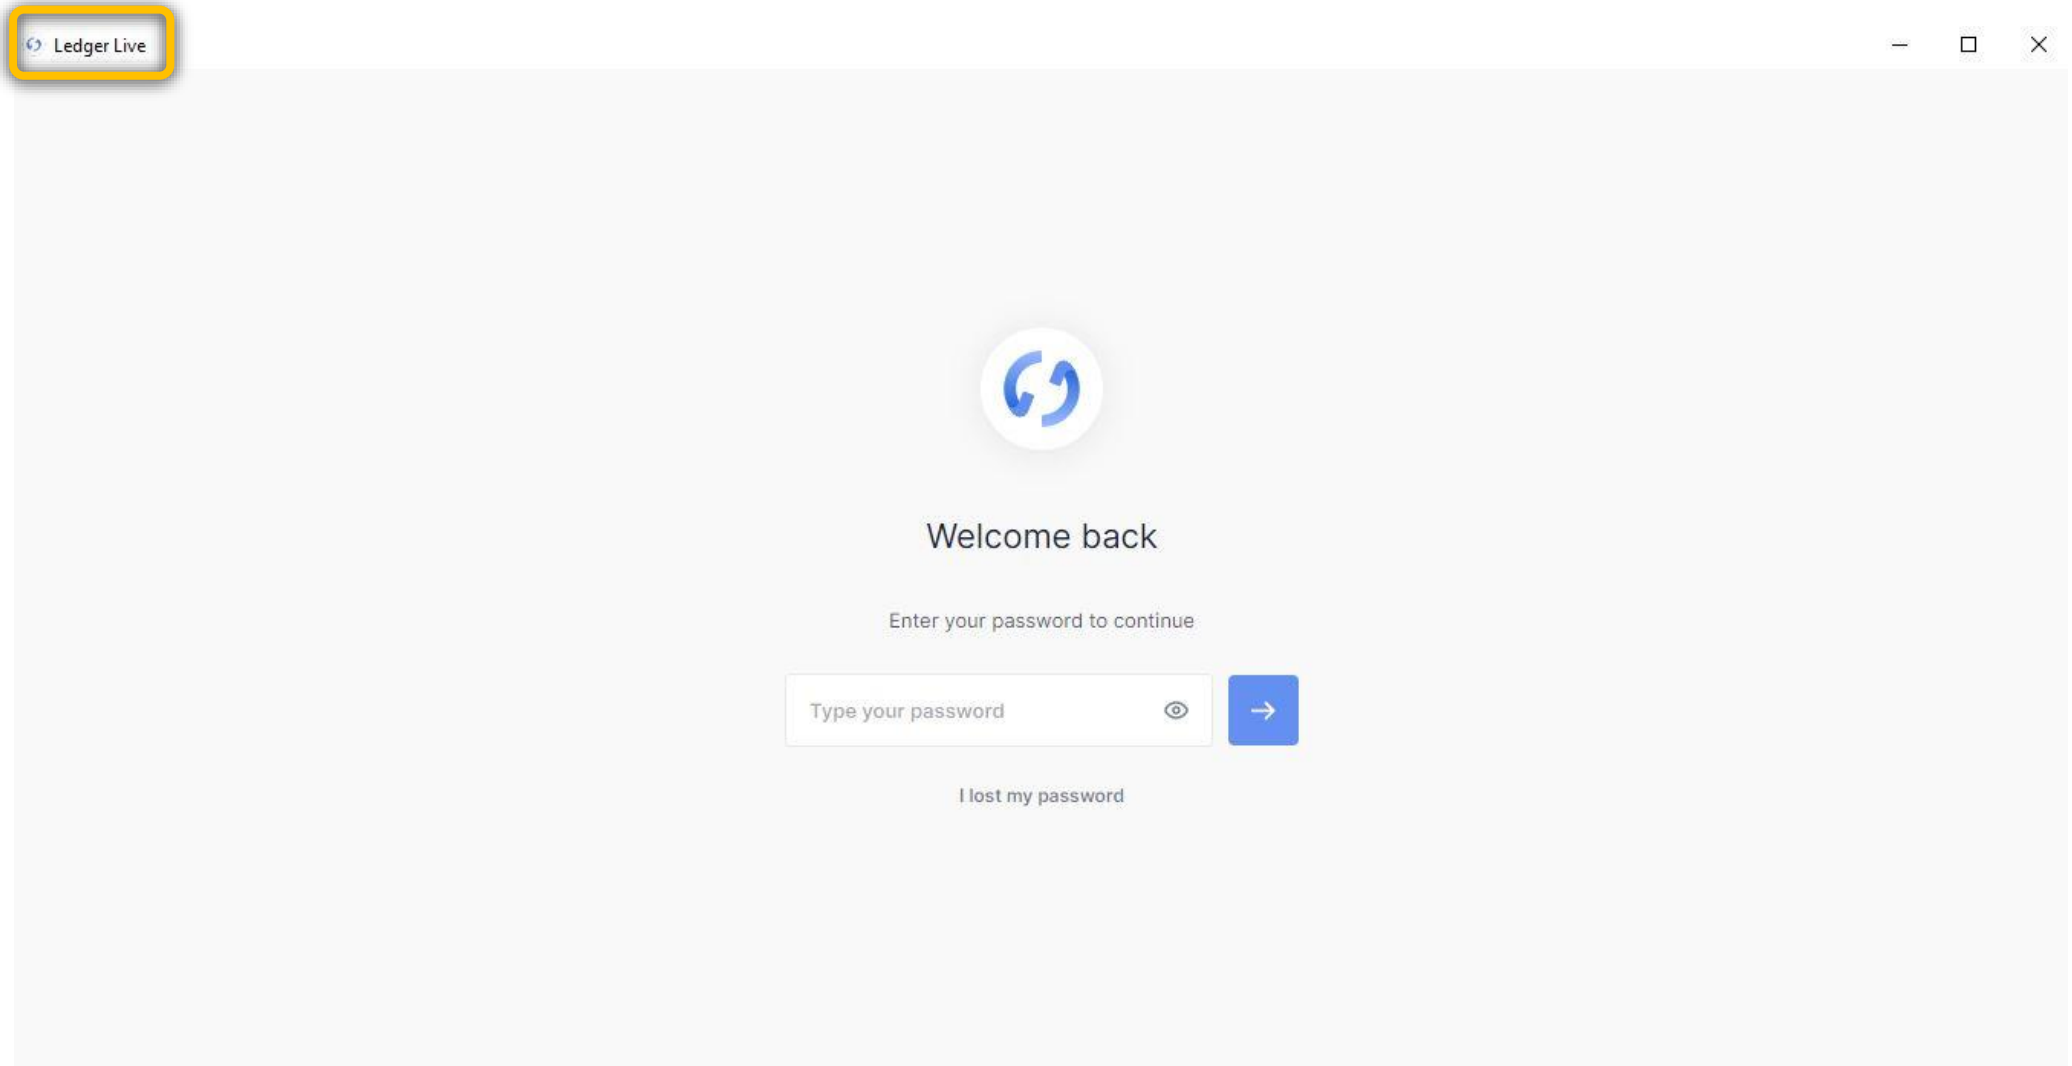 Ledger Live
Welcome back
Enter your password to continue
Type your password
I lost my password